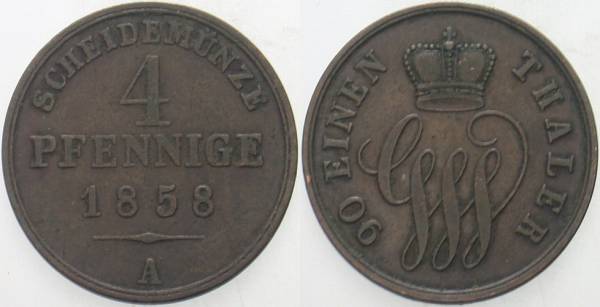 SCHEIDEMÜNZE
4
PFENNIGE
1858
A
90 EINEN THALER